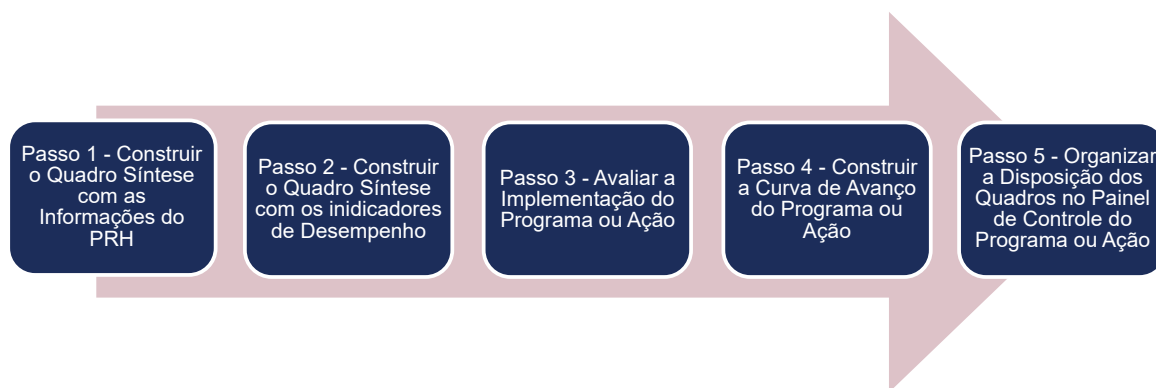 Passo 1 - Construir
o Quadro Síntese
com as
Informações do
PRH
Passo 2 - Construir
o Quadro Síntese
com os inidicadores
de Desempenho
Passo 3 - Avaliar a
Implementação do
Programa ou Ação
Passo 4 - Construir
a Curva de Avanço
do Programa ou
Ação
Passo 5 - Organizar
a Disposição dos
Quadros no Painel
de Controle do
Programa ou Ação